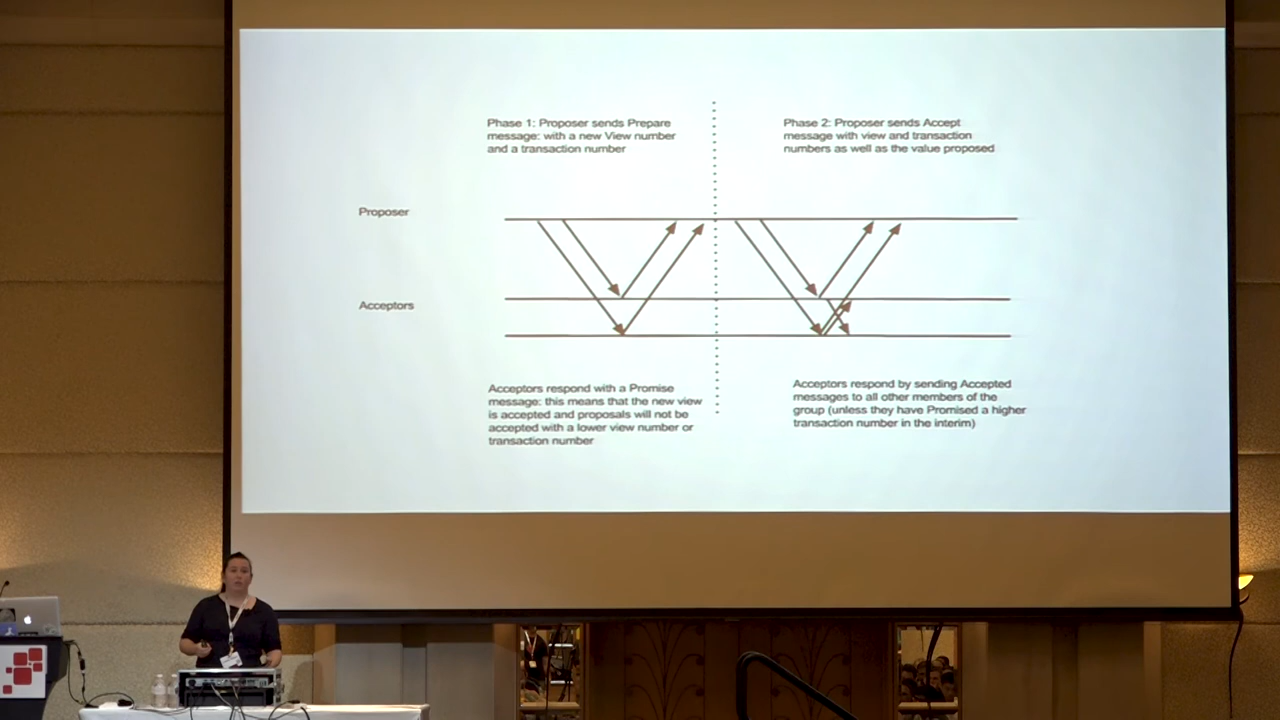 Phase 1: Proposer sends Prepare
message: with a new View number
and a transaction number
Phase 2: Proposer sends Accept
message with view and transaction
numbers as well as the value proposed
Proposer
Acceptors
Acceptors respond with a Promise
message: this means that the new view
is accepted and proposals will not be
accepted with a lower view number or
transaction number
Acceptors respond by sending Accepted
messages to all other members of the
group (unless they have Promised a higher
transaction number in the interim)